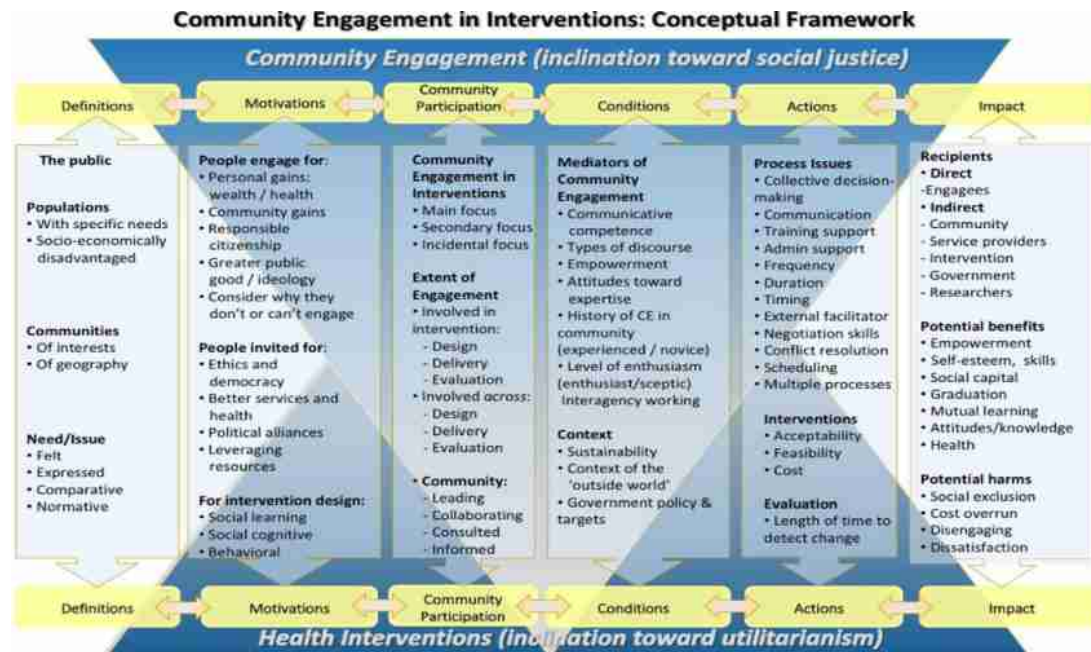 Community Engagement in Interventions: Conceptual Framework
Community Engagement (inclination toward social justice)
Definitions
Motivations
Community
Participation
Conditions
Actions
Impact
The public
Populations
• With specific needs
• Socio-economically
disadvantaged
Communities
• Of interests
• Of geography
Need/Issue
• Felt
• Expressed
• Comparative
• Normative
People engage for:
• Personal gains:
wealth / health
• Community gains
• Responsible
citizenship
• Greater public
good / ideology
• Consider why they
don't or can't engage
People invited for:
• Ethics and
democracy
• Better services and
health
• Political alliances
• Leveraging
resources
For intervention design:
• Social learning
• Social cognitive
• Behavioral
Community
Engagement in
Interventions
• Main focus
• Secondary focus
• Incidental focus
Extent of
Engagement
• Involved in
intervention:
- Design
- Delivery
- Evaluation
• Involved across:
- Design
- Delivery
- Evaluation
• Community:
- Leading
- Collaborating
- Consulted
- Informed
Mediators of
Community
Engagement
• Communicative
competence
• Types of discourse
• Empowerment
• Attitudes toward
expertise
• History of CE in
community
(experienced / novice)
• Level of enthusiasm
(enthusiast/sceptic)
Interagency working
Context
• Sustainability
• Context of the
'outside world'
• Government policy &
targets
Process Issues
• Collective decision-
making
• Communication
• Training support
• Admin support
• Frequency
• Duration
• Timing
• External facilitator
• Negotiation skills
• Conflict resolution
• Scheduling
• Multiple processes
Interventions
• Acceptability
• Feasibility
• Cost
Evaluation
• Length of time to
detect change
Recipients
• Direct
-Engagees
• Indirect
- Community
- Service providers
- Intervention
- Government
- Researchers
Potential benefits
• Empowerment
• Self-esteem, skills
• Social capital
• Graduation
• Mutual learning
• Attitudes/knowledge
• Health
Potential harms
• Social exclusion
• Cost overrun
• Disengaging
• Dissatisfaction
Definitions
Motivations
Community
Participation
Conditions
Actions
Impact
Health Interventions (inclination toward utilitarianism)